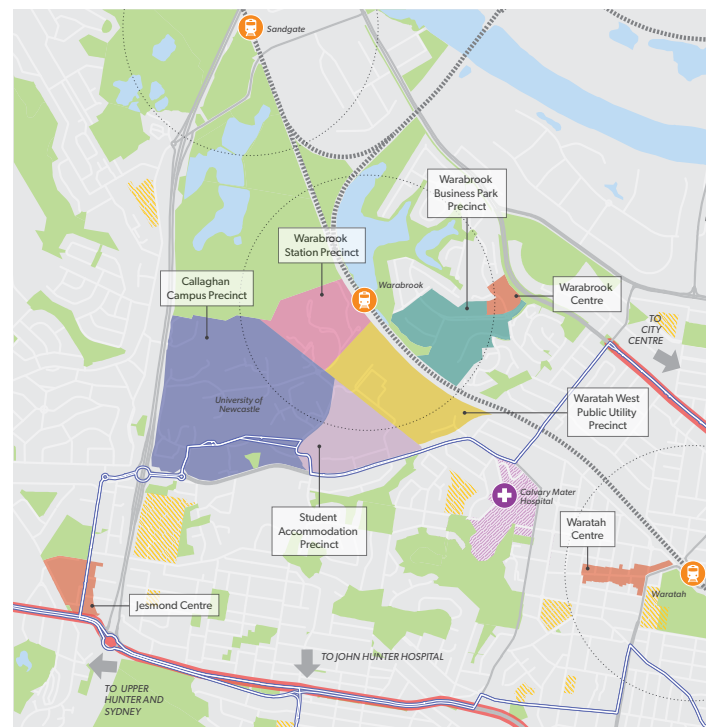 Sandgate
Warabrook
Business Park
Precinct
Warabrook
Station Precinct
Callaghan
Campus Precinct
Warabrook
Warabrook
Centre
TO
CITY
CENTRE
University of
Newcastle
Waratah West
Public Utility
Precinct
Calvary Mater
Hospital
Student
Accommodation
Precinct
Waratah
Centre
Waratah
Jesmond Centre
TO JOHN HUNTER HOSPITAL
TO UPPER
HUNTER AND
SYDNEY